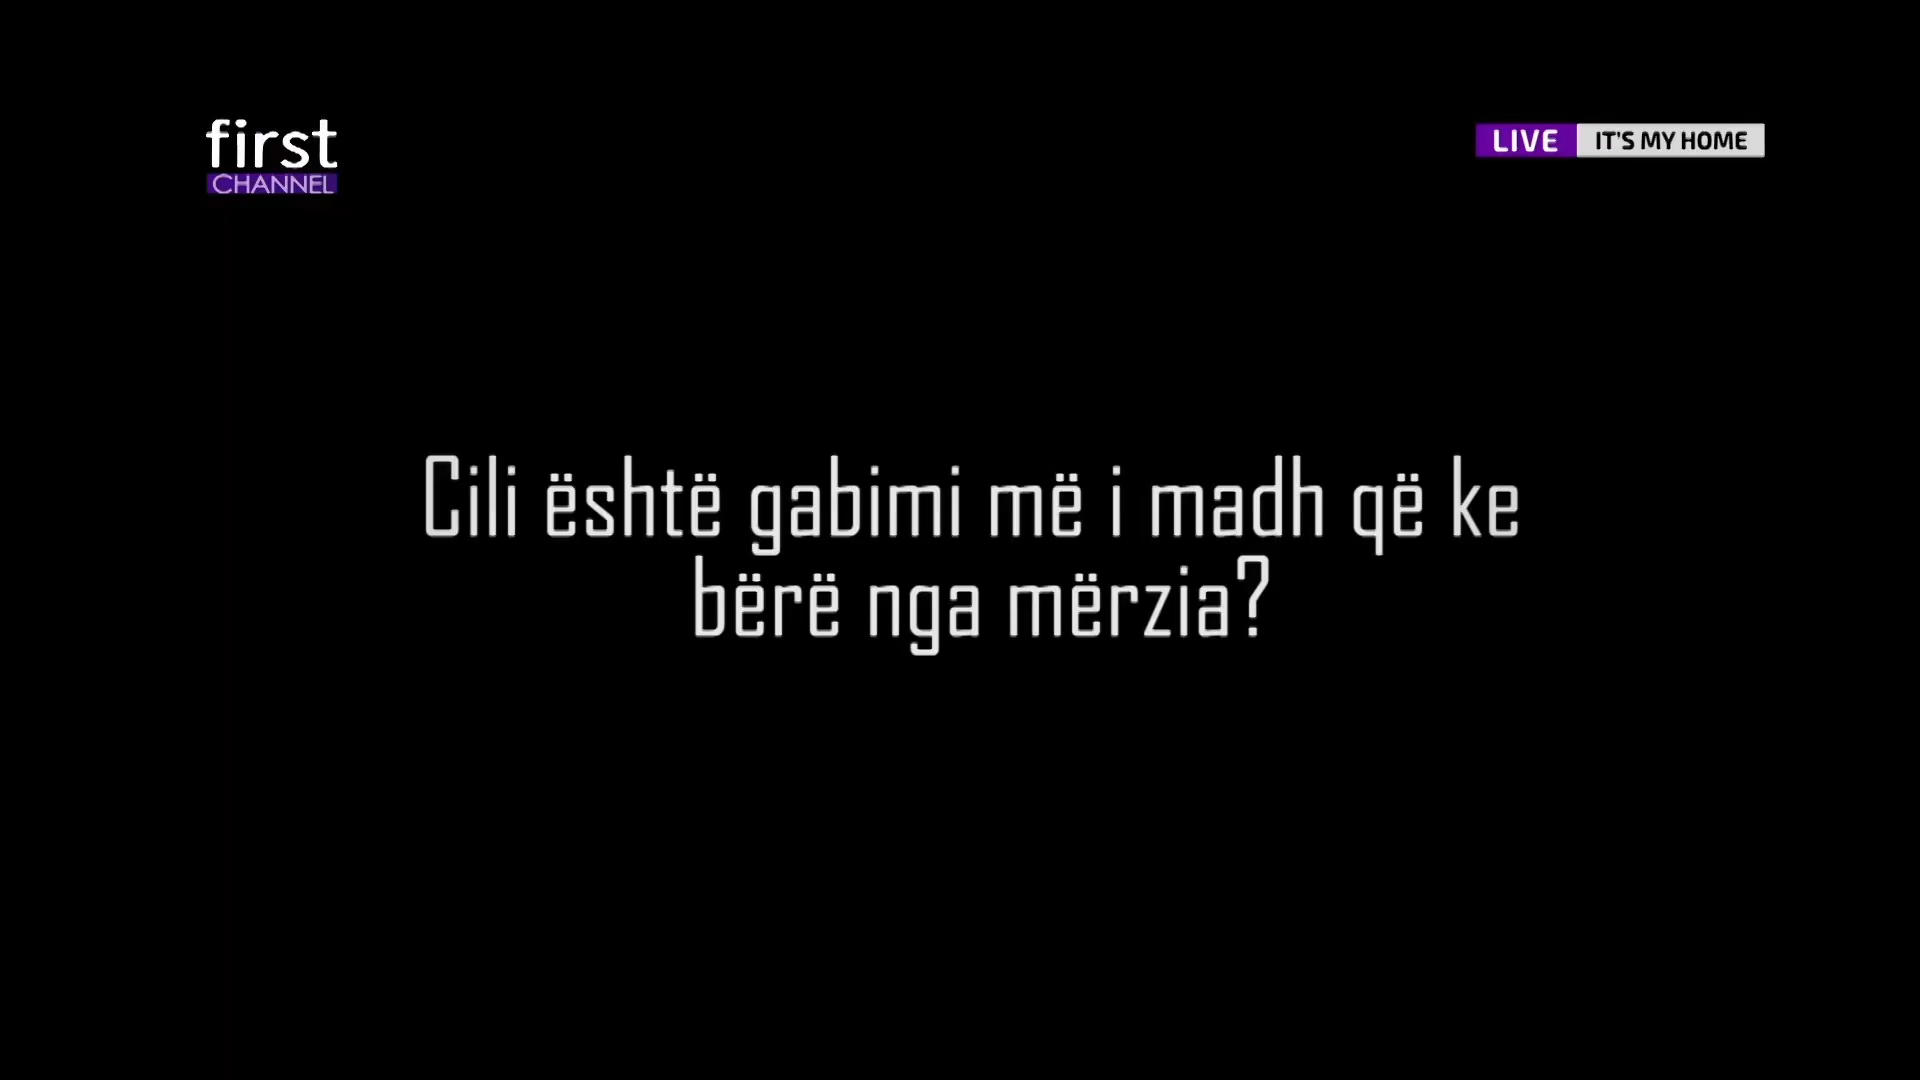 first
CHANNEL
LIVE IT'S MY HOME
Cili është gabimi më i madh që ke
bërë nga mërzia?